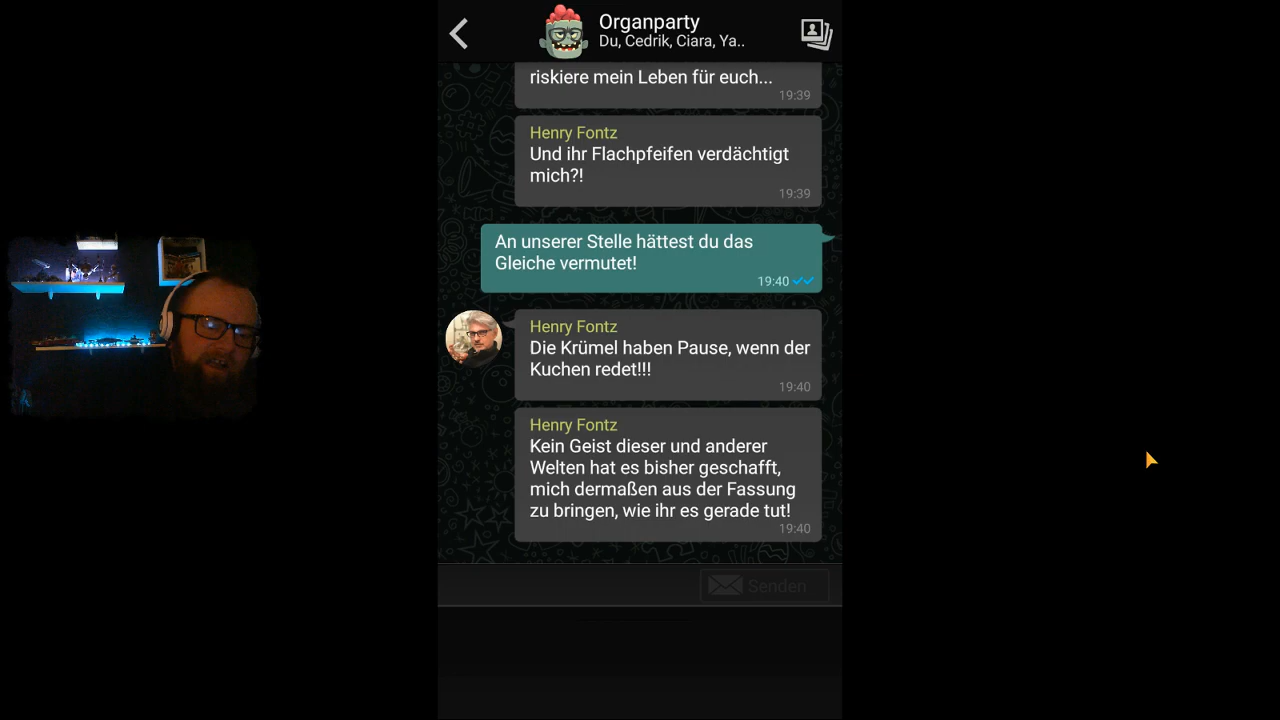 Organparty
Du, Cedrik, Ciara, Ya..
riskiere mein Leben für euch...
19:39
Henry Fontz
Und ihr Flachpfeifen verdächtigt
mich?!
19:39
An unserer Stelle hättest du das
Gleiche vermutet!
19:40
Henry Fontz
Die Krümel haben Pause, wenn der
Kuchen redet!!!
19:40
Henry Fontz
Kein Geist dieser und anderer
Welten hat es bisher geschafft,
mich dermaßen aus der Fassung
zu bringen, wie ihr es gerade tut!
19:40
Senden